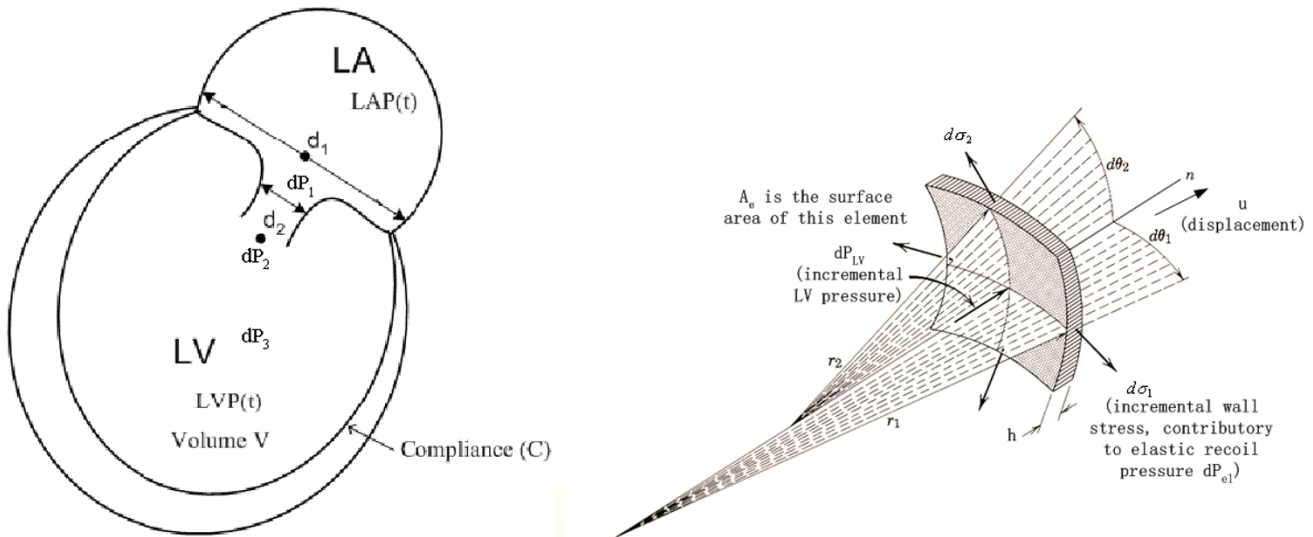 LA
LAP(t)
d₁
dP₁
d₂
dP₂
dP₃
LV
LVP(t)
Volume V
Compliance (C)
dσ₂
dθ₂
n
A_e is the surface
area of this element
u
(displacement)
dθ₁
dP_LV
(incremental
LV pressure)
r₂
r₁
h
dσ₁
(incremental wall
stress, contributory
to elastic recoil
pressure dP_el)